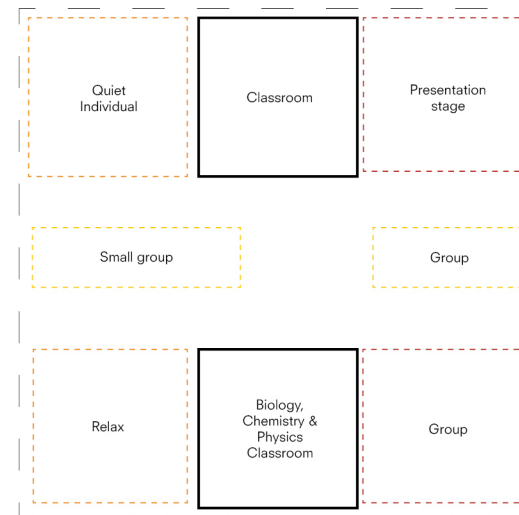 Quiet
Individual
Classroom
Presentation
stage
Small group
Group
Relax
Biology,
Chemistry &
Physics
Classroom
Group